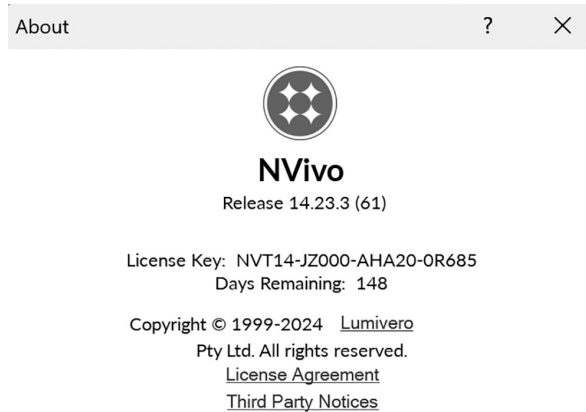 About ?
NVivo
Release 14.23.3 (61)
License Key: NVT14-JZ000-AHA20-0R685
Days Remaining: 148
Copyright © 1999-2024 Lumivero
Pty Ltd. All rights reserved.
License Agreement
Third Party Notices